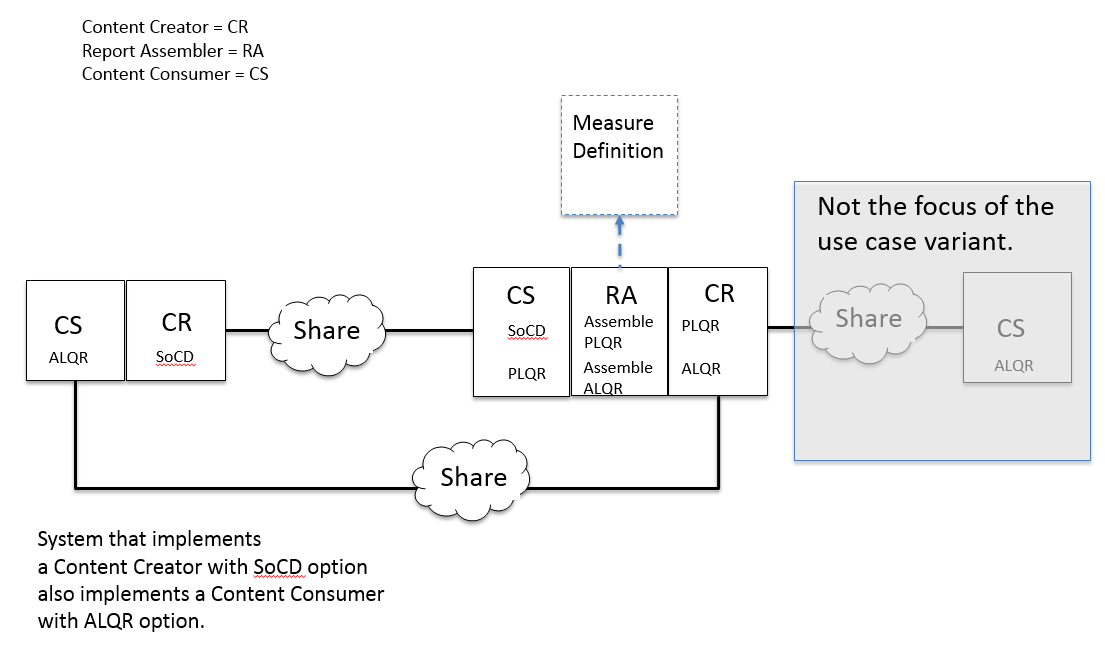 Content Creator = CR
Report Assembler = RA
Content Consumer = CS
Measure
Definition
Not the focus of the
use case variant.
CS
ALQR
CR
SoCD
Share
CS
SoCD
PLQR
RA
Assemble
PLQR
Assemble
ALQR
CR
PLQR
ALQR
Share
CS
ALQR
Share
System that implements
a Content Creator with SoCD option
also implements a Content Consumer
with ALQR option.